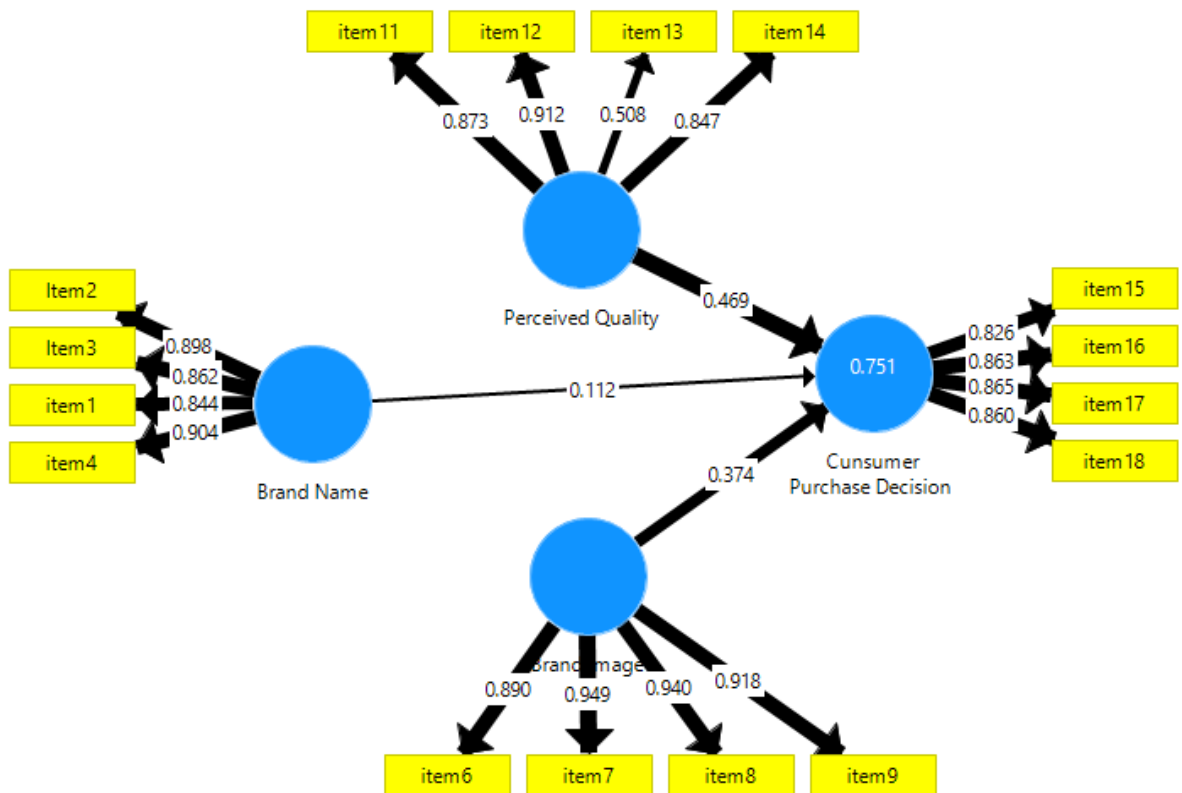 item11 item12 item13 item14
0.873 0.912 0.508 0.847
Perceived Quality
0.469
Item2
Item3
item1
item4
0.898
0.862
0.844
0.904
Brand Name
0.112
0.751
Cunsumer
Purchase Decision
0.826
0.863
0.865
0.860
item15
item16
item17
item18
0.374
Brand Image
0.890 0.949 0.940 0.918
item6 item7 item8 item9